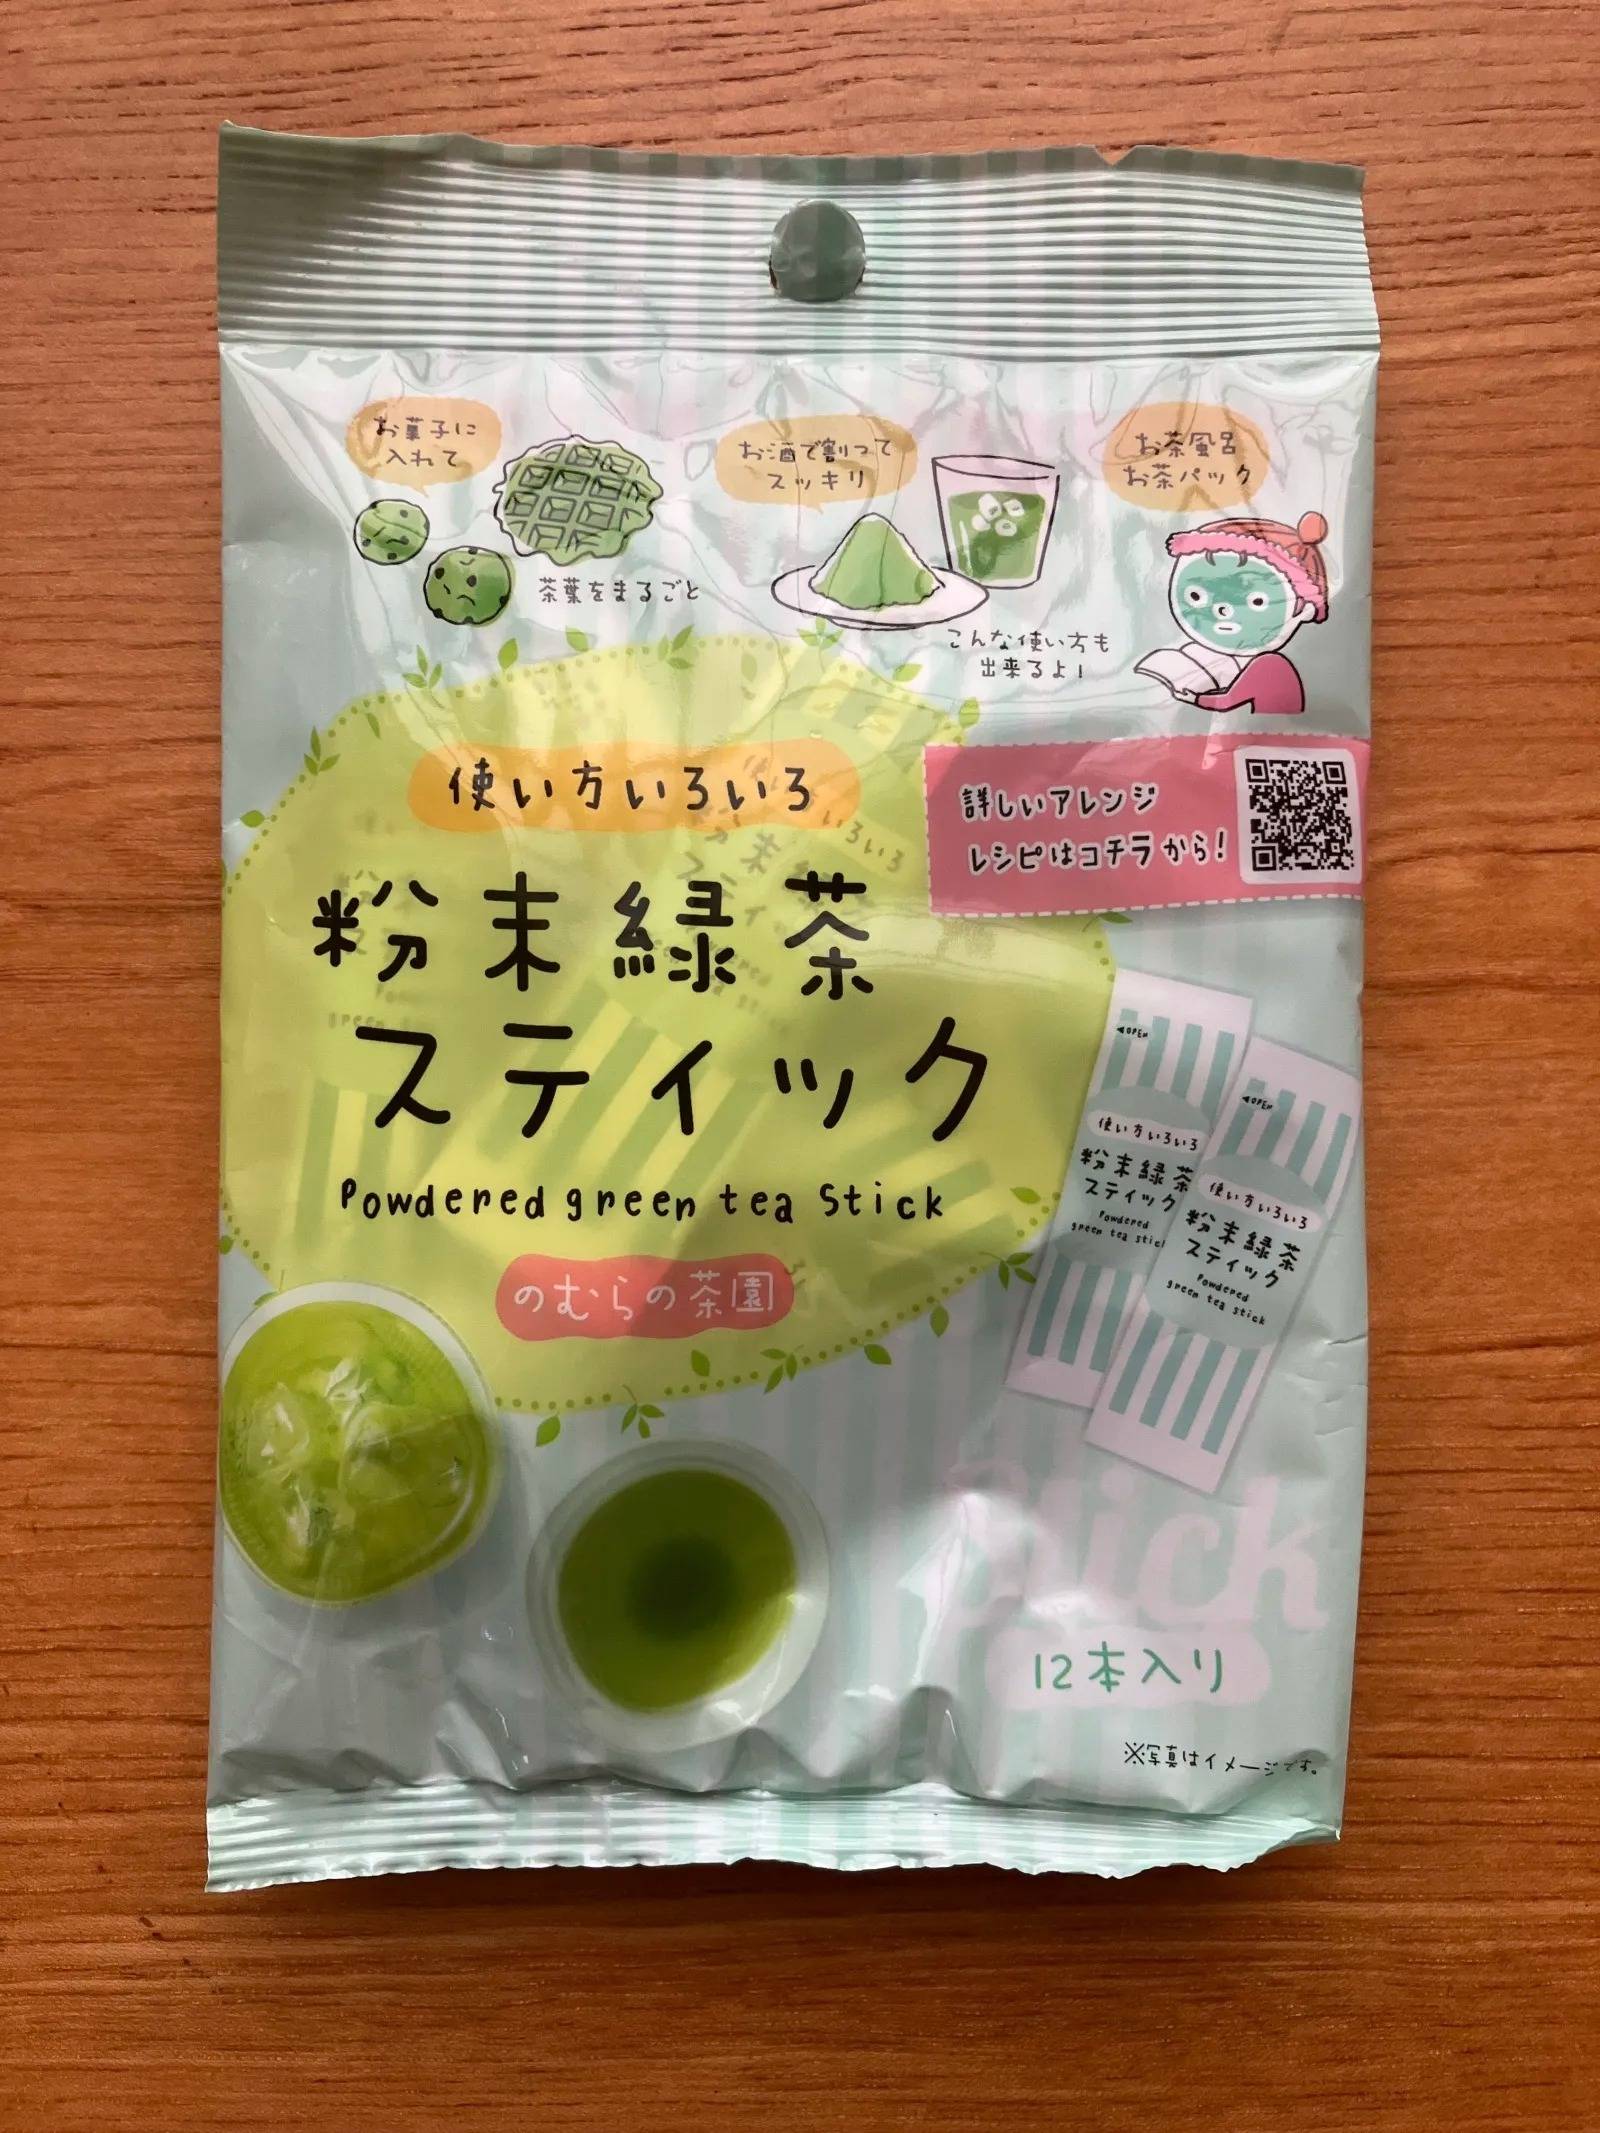 お菓子に
入れて
茶葉をまるごと
お酒で割って
スッキリ
こんな使い方も
出来るよ!
お茶風呂
お茶パック
使い方いろいろ
粉末緑茶
スティック
Powdered green tea Stick
のむらの茶園
詳しいアレンジ
レシピはコチラから!
◀OPEN
使い方いろいろ
粉末緑茶
スティック
Powdered
green tea stick
◀OPEN
使い方いろいろ
粉末緑茶
スティック
Powdered
green tea stick
Stick
12本入り
※写真はイメージです。